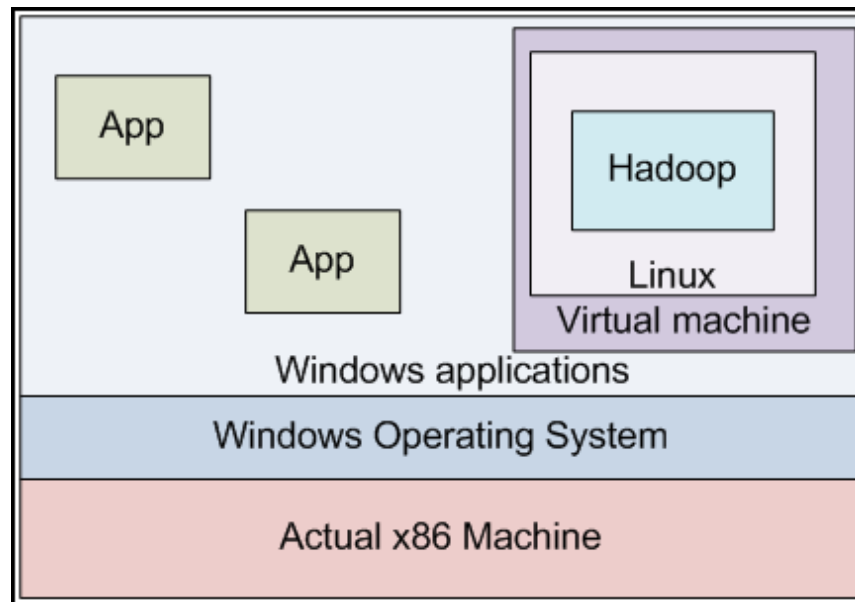 App
Hadoop
App
Linux
Virtual machine
Windows applications
Windows Operating System
Actual x86 Machine